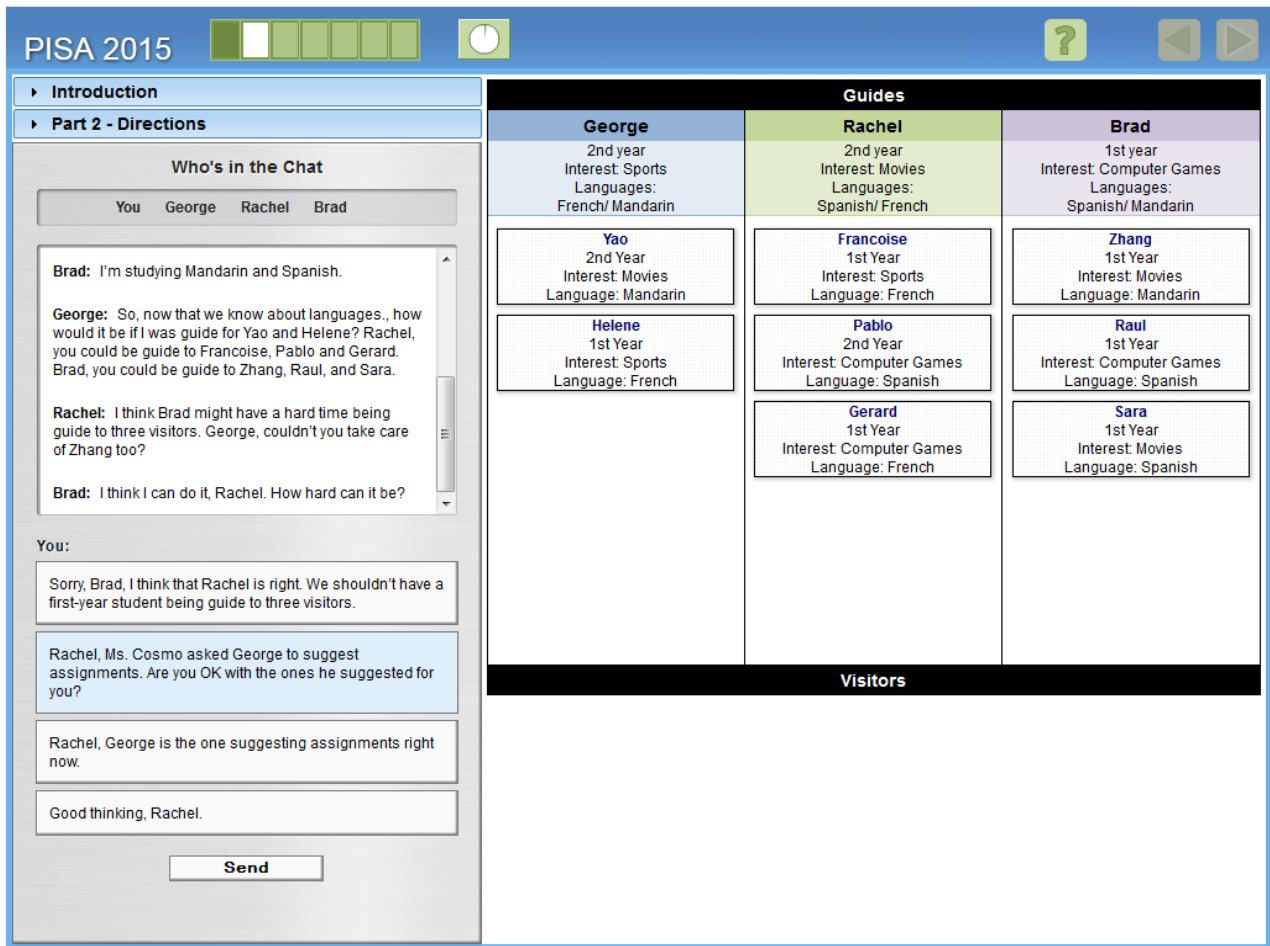 PISA 2015
?
Introduction
Part 2 - Directions
Who's in the Chat
You George Rachel Brad
Brad: I'm studying Mandarin and Spanish.
George: So, now that we know about languages., how
would it be if I was guide for Yao and Helene? Rachel,
you could be guide to Francoise, Pablo and Gerard.
Brad, you could be guide to Zhang, Raul, and Sara.
Rachel: I think Brad might have a hard time being
guide to three visitors. George, couldn't you take care
of Zhang too?
Brad: I think I can do it, Rachel. How hard can it be?
You:
Sorry, Brad, I think that Rachel is right. We shouldn't have a
first-year student being guide to three visitors.
Rachel, Ms. Cosmo asked George to suggest
assignments. Are you OK with the ones he suggested for
you?
Rachel, George is the one suggesting assignments right
now.
Good thinking, Rachel.
Send
Guides
George
2nd year
Interest: Sports
Languages:
French/ Mandarin
Yao
2nd Year
Interest: Movies
Language: Mandarin
Helene
1st Year
Interest: Sports
Language: French
Rachel
2nd year
Interest: Movies
Languages:
Spanish/ French
Francoise
1st Year
Interest: Sports
Language: French
Pablo
2nd Year
Interest: Computer Games
Language: Spanish
Gerard
1st Year
Interest: Computer Games
Language: French
Brad
1st year
Interest: Computer Games
Languages:
Spanish/ Mandarin
Zhang
1st Year
Interest: Movies
Language: Mandarin
Raul
1st Year
Interest: Computer Games
Language: Spanish
Sara
1st Year
Interest: Movies
Language: Spanish
Visitors